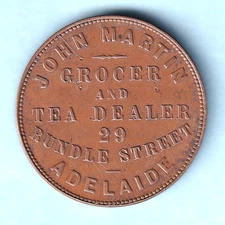 JOHN MARTIN
GROCER
AND
TEA DEALER
29
RUNDLE STREET
ADELAIDE